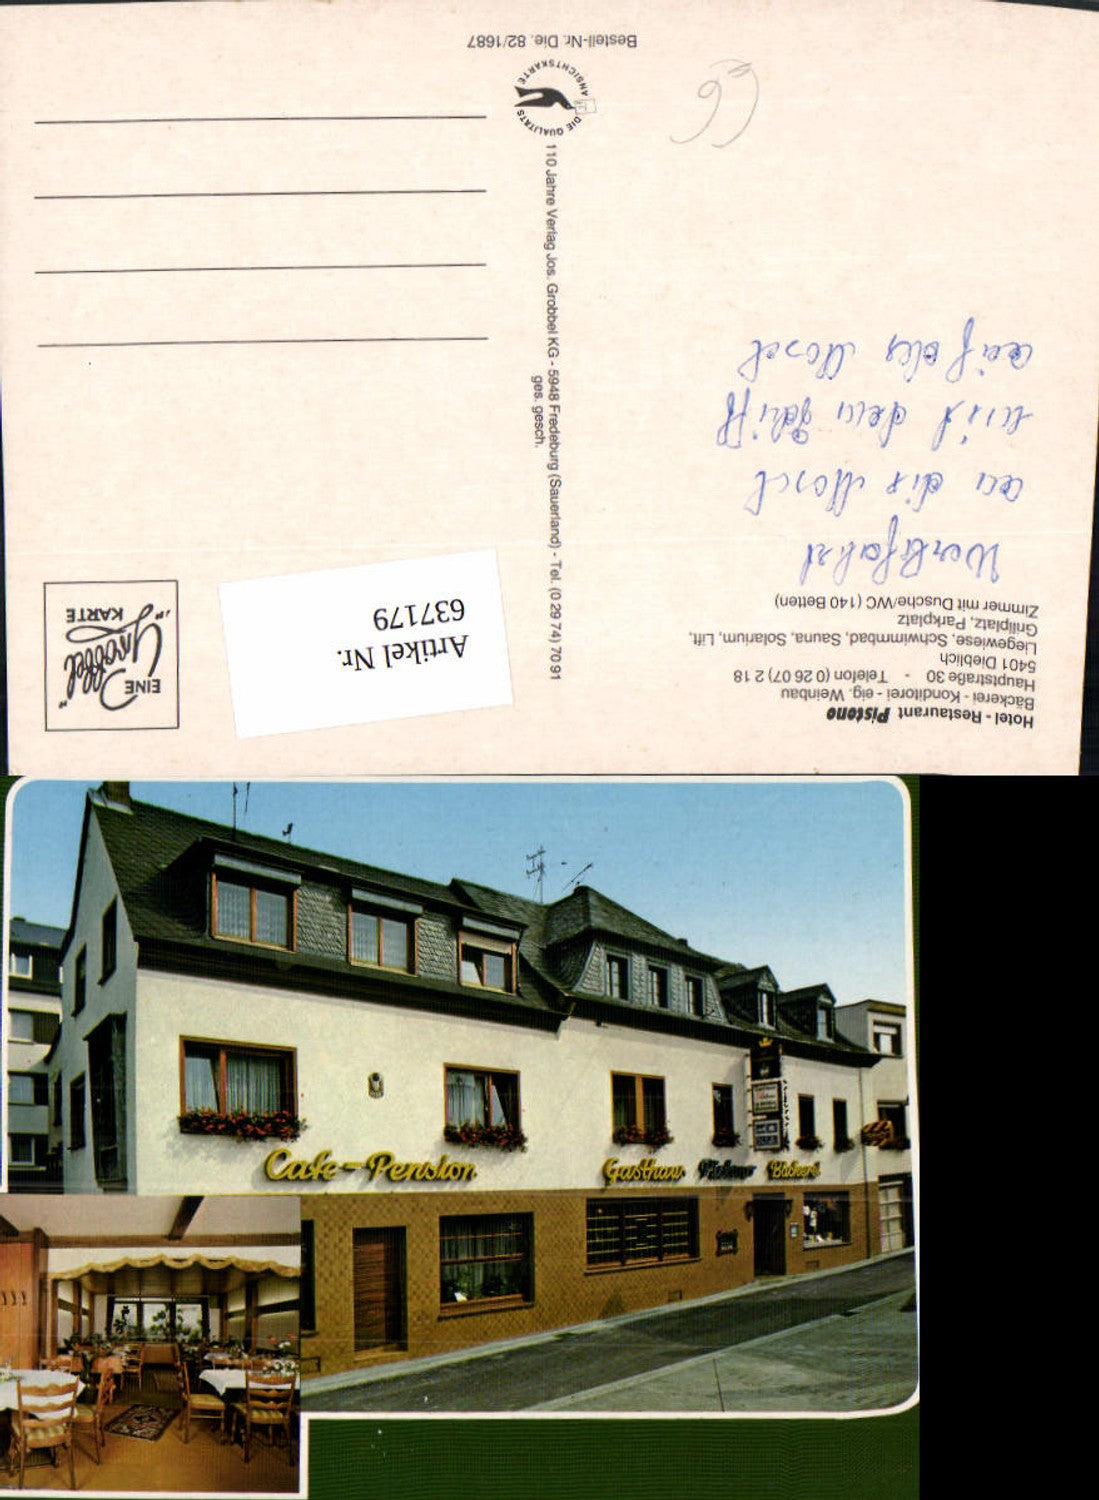 Hotel - Restaurant Pistono
Bäckerei - Konditorei - eig. Weinbau
Hauptstraße 30 - Telefon (0 26 07) 2 18
5401 Dieblich
Liegewiese, Schwimmbad, Sauna, Solarium, Lift,
Grillplatz, Parkplatz
Zimmer mit Dusche/WC (140 Betten)
an die Mosel
mit dem Schiff
auf der Mosel
EINE
"Grobbel"
KARTE
Artikel Nr.
637179
110 Jahre Verlag Jos. Grobbel KG - 5948 Fredeburg (Sauerland) - Tel. (0 29 74) 70 91
ges. gesch.
DIE QUALITÄTS
ANSICHTSKARTE
Bestell-Nr. Die. 82/1687
Cafe-Pension
Gasthaus Pistono Bäckerei